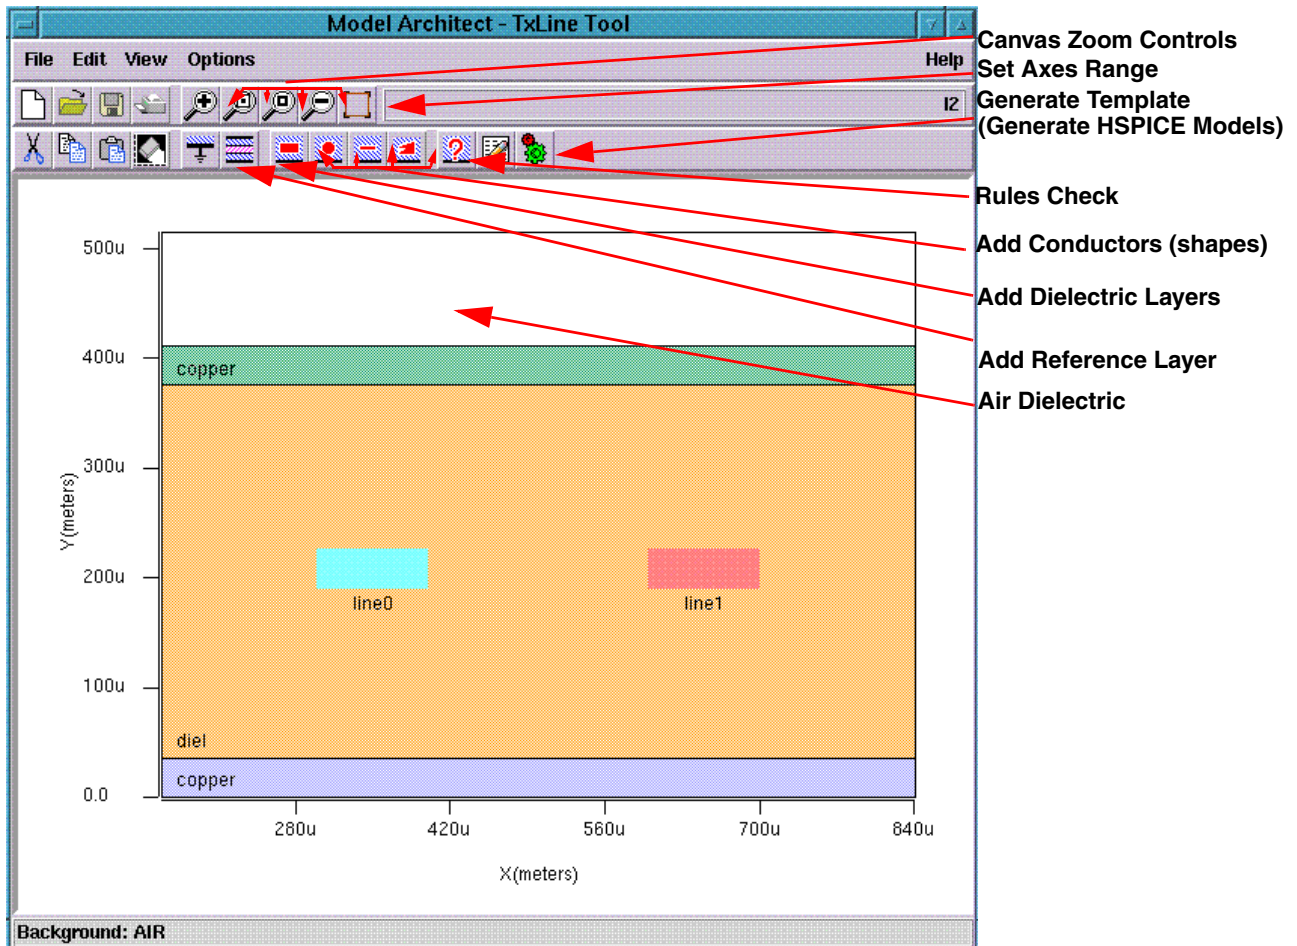 Model Architect - TxLine Tool
File Edit View Options Help
I2
Canvas Zoom Controls
Set Axes Range
Generate Template
(Generate HSPICE Models)
Rules Check
Add Conductors (shapes)
Add Dielectric Layers
Add Reference Layer
Air Dielectric
500u
400u
300u
200u
100u
0.0
Y(meters)
copper
line0
line1
diel
copper
280u
420u
560u
700u
840u
X(meters)
Background: AIR